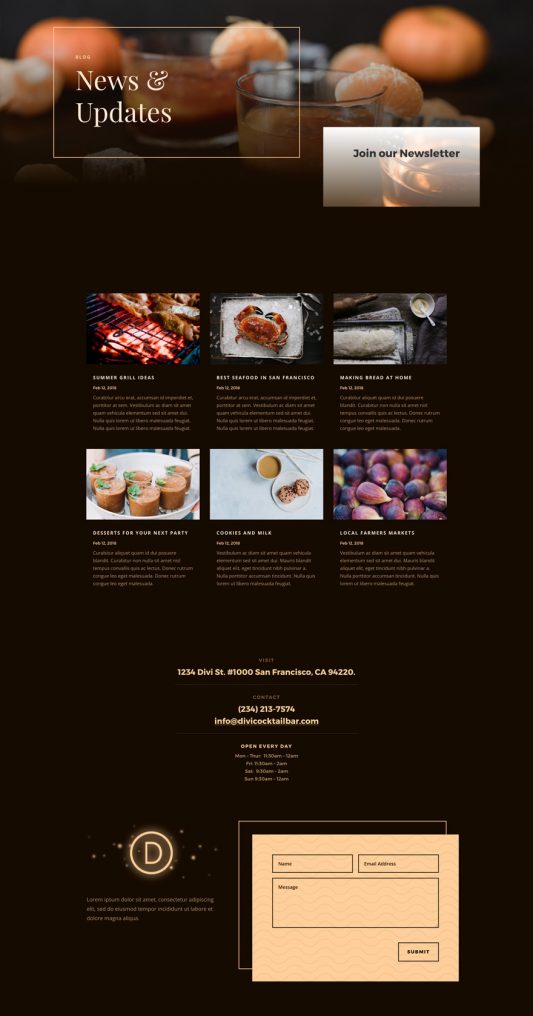 BLOG
News &
Updates
Join our Newsletter
SUMMER GRILL IDEAS
Feb 12, 2018
Curabitur arcu erat, accumsan id imperdiet et,
porttitor at sem. Vestibulum ac diam sit amet
quam vehicula elementum sed sit amet dui.
Nulla quis lorem ut libero malesuada feugiat.
Nulla quis lorem ut libero malesuada feugiat.
BEST SEAFOOD IN SAN FRANCISCO
Feb 12, 2018
Curabitur arcu erat, accumsan id imperdiet et,
porttitor at sem. Vestibulum ac diam sit amet
quam vehicula elementum sed sit amet dui.
Nulla quis lorem ut libero malesuada feugiat.
Nulla quis lorem ut libero malesuada feugiat.
MAKING BREAD AT HOME
Feb 12, 2018
Curabitur aliquet quam id dui posuere
blandit. Curabitur non nulla sit amet nisl
tempus convallis quis ac lectus. Donec rutrum
congue leo eget malesuada. Donec rutrum
congue leo eget malesuada.
DESSERTS FOR YOUR NEXT PARTY
Feb 12, 2018
Curabitur aliquet quam id dui posuere
blandit. Curabitur non nulla sit amet nisl
tempus convallis quis ac lectus. Donec rutrum
congue leo eget malesuada. Donec rutrum
congue leo eget malesuada.
COOKIES AND MILK
Feb 12, 2018
Vestibulum ac diam sit amet quam vehicula
elementum sed sit amet dui. Mauris blandit
aliquet elit, eget tincidunt nibh pulvinar a.
Nulla porttitor accumsan tincidunt. Nulla quis
lorem ut libero malesuada feugiat.
LOCAL FARMERS MARKETS
Feb 12, 2018
Vestibulum ac diam sit amet quam vehicula
elementum sed sit amet dui. Mauris blandit
aliquet elit, eget tincidunt nibh pulvinar a.
Nulla porttitor accumsan tincidunt. Nulla quis
lorem ut libero malesuada feugiat.
VISIT
1234 Divi St. #1000 San Francisco, CA 94220.
CONTACT
(234) 213-7574
info@divicocktailbar.com
OPEN EVERY DAY
Mon - Thur: 11:30am - 12am
Fri: 11:30am - 2am
Sat: 9:30am - 2am
Sun 9:30am - 12am
D
Lorem ipsum dolor sit amet, consectetur adipiscing
elit, sed do eiusmod tempor incididunt ut labore et
dolore magna aliqua.
Name
Email Address
Message
SUBMIT